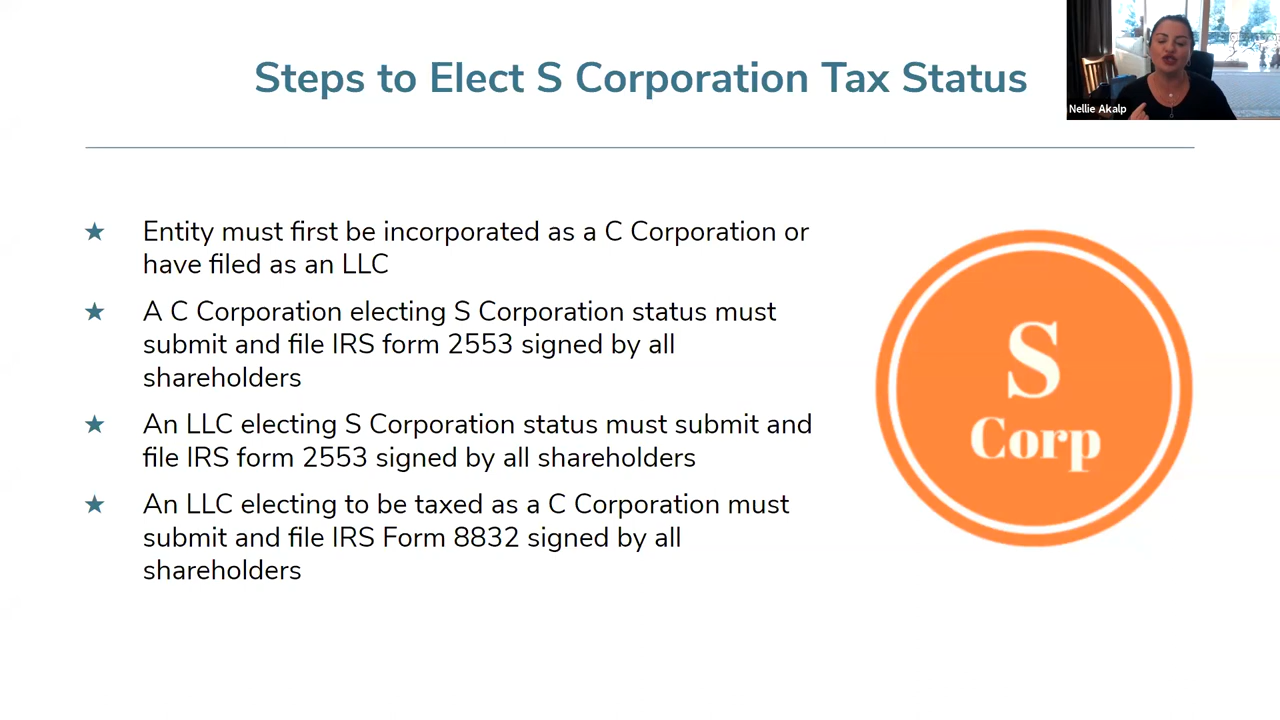 Steps to Elect S Corporation Tax Status
Nellie Akalp
★ Entity must first be incorporated as a C Corporation or
have filed as an LLC
★ A C Corporation electing S Corporation status must
submit and file IRS form 2553 signed by all
shareholders
★ An LLC electing S Corporation status must submit and
file IRS form 2553 signed by all shareholders
★ An LLC electing to be taxed as a C Corporation must
submit and file IRS Form 8832 signed by all
shareholders
S
Corp